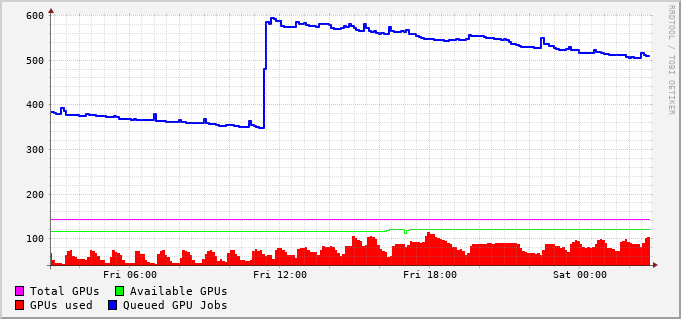 600
500
400
300
200
100
Fri 06:00 Fri 12:00 Fri 18:00 Sat 00:00
Total GPUs Available GPUs
GPUs used Queued GPU Jobs
RRDTOOL / TOBI OETIKER